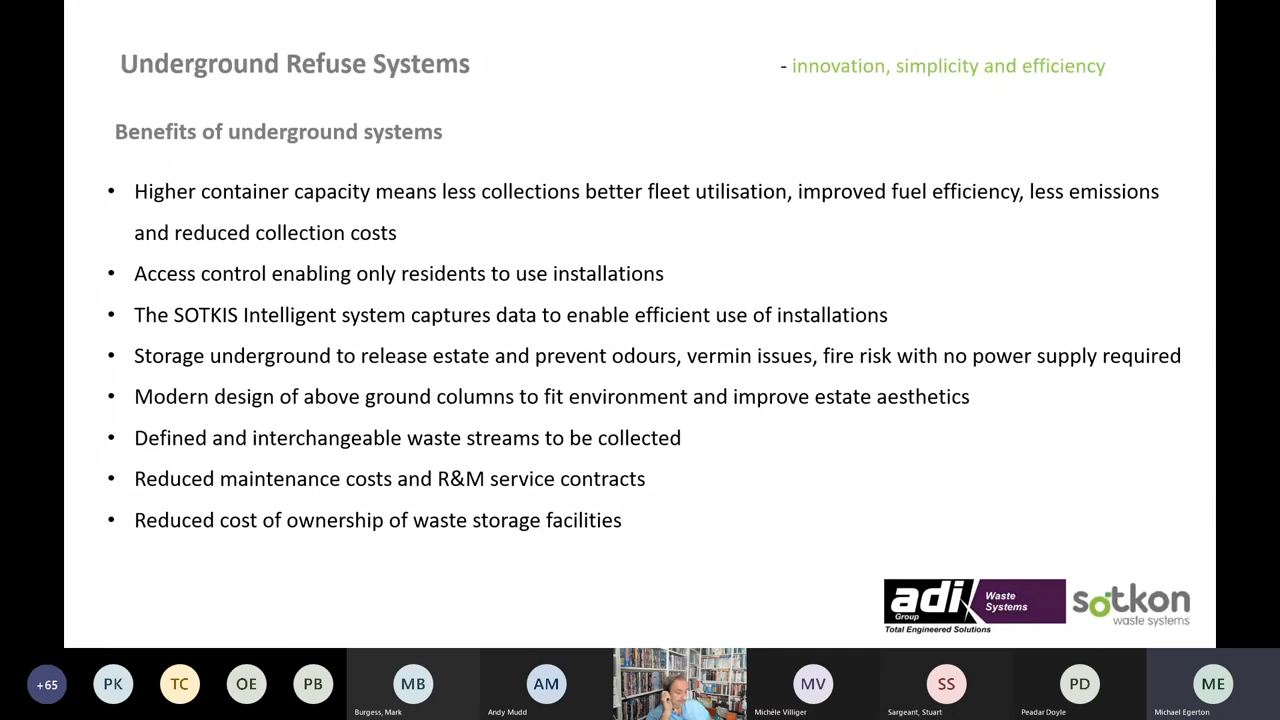 Underground Refuse Systems
- innovation, simplicity and efficiency
Benefits of underground systems
• Higher container capacity means less collections better fleet utilisation, improved fuel efficiency, less emissions
and reduced collection costs
• Access control enabling only residents to use installations
• The SOTKIS Intelligent system captures data to enable efficient use of installations
• Storage underground to release estate and prevent odours, vermin issues, fire risk with no power supply required
• Modern design of above ground columns to fit environment and improve estate aesthetics
• Defined and interchangeable waste streams to be collected
• Reduced maintenance costs and R&M service contracts
• Reduced cost of ownership of waste storage facilities
adi
Group
Waste
Systems
Total Engineered Solutions
sotkon
waste systems
+65
PK
TC
OE
PB
MB
Burgess, Mark
AM
Andy Mudd
MV
Michèle Villiger
SS
Sargeant, Stuart
PD
Peadar Doyle
ME
Michael Egerton